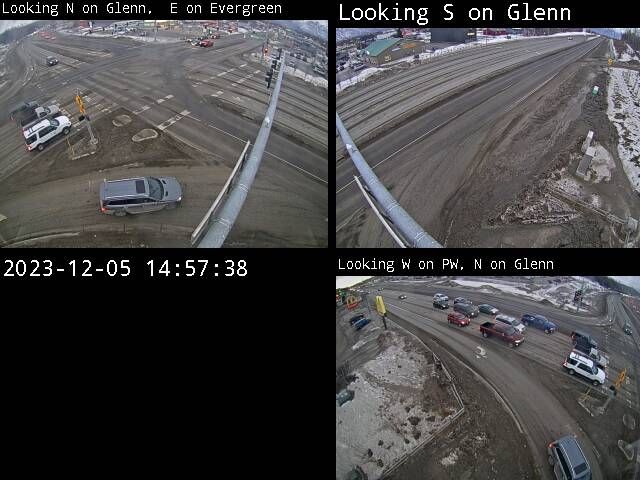 Looking N on Glenn, E on Evergreen
Looking S on Glenn
2023-12-05 14:57:38
Looking W on PW, N on Glenn